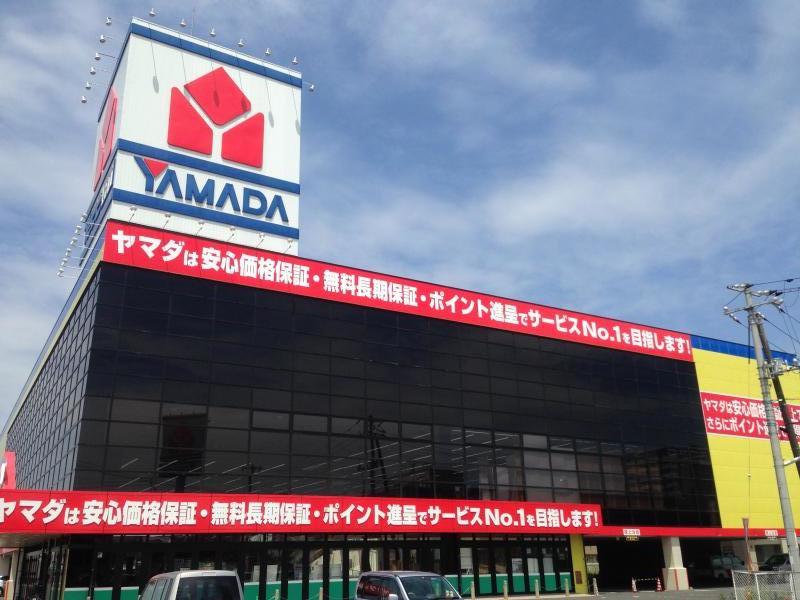 YAMADA
ヤマダは安心価格保証・無料長期保証・ポイント進呈でサービスNo.1を目指します!
ヤマダは安心価格保証
さらにポイント進
ヤマダは安心価格保証・無料長期保証・ポイント進呈でサービスNo.1を目指します!